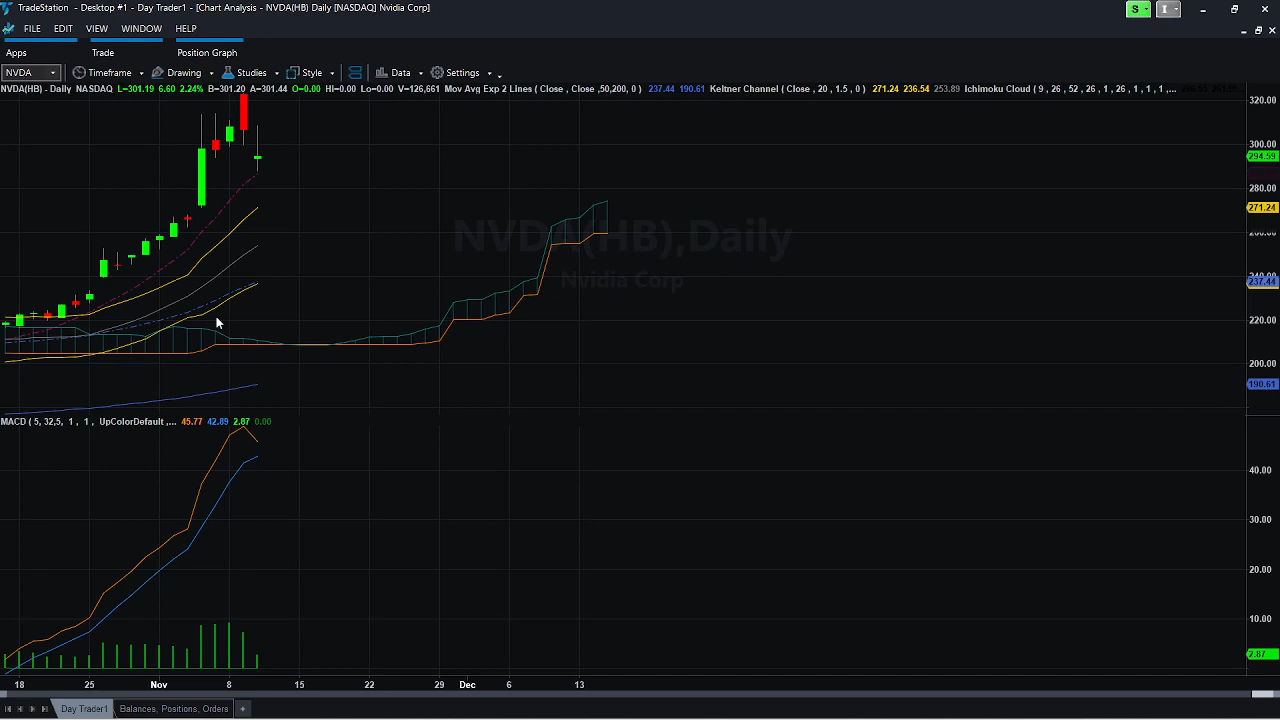 TradeStation - Desktop #1 - Day Trader1 - [Chart Analysis - NVDA(HB) Daily [NASDAQ] Nvidia Corp]
S I
FILE EDIT VIEW WINDOW HELP
Apps Trade Position Graph
NVDA Timeframe Drawing Studies Style Data Settings
NVDA(HB) - Daily NASDAQ L=301.19 6.60 2.24% B=301.20 A=301.44 O=0.00 Hi=0.00 Lo=0.00 V=126,661 Mov Avg Exp 2 Lines ( Close , Close ,50,200, 0 ) 237.44 190.61 Keltner Channel ( Close , 20 , 1.5 , 0 ) 271.24 236.54 253.89 Ichimoku Cloud ( 9 , 26 , 52 , 26 , 1 , 26 , 1 , 1 , 1 ,...
320.00
300.00
294.59
280.00
271.24
260.00
NVDA(HB),Daily
Nvidia Corp
240.00
237.44
220.00
200.00
190.61
MACD ( 5, 32,5, 1 , 1 , UpColorDefault ,... 45.77 42.89 2.87 0.00
40.00
30.00
20.00
10.00
2.87
18 25 Nov 8 15 22 29 Dec 6 13
Day Trader1 Balances, Positions, Orders +